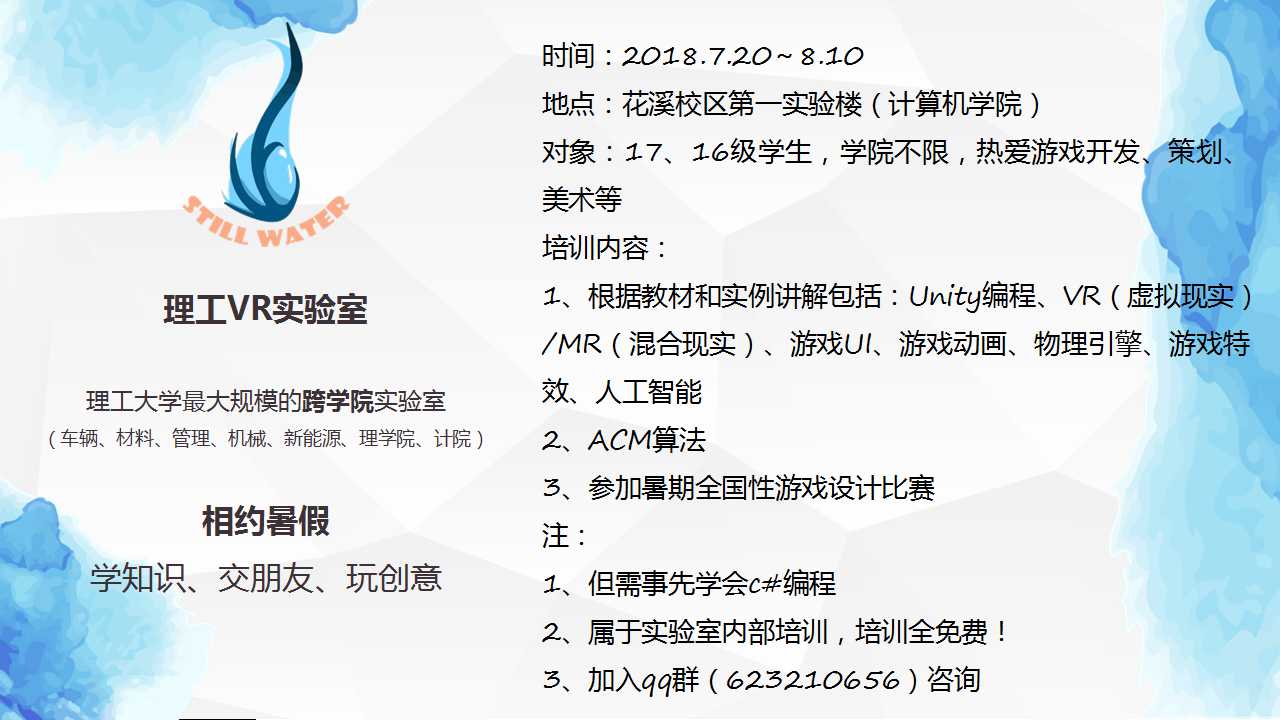 STILL WATER
理工VR实验室
理工大学最大规模的跨学院实验室
（车辆、材料、管理、机械、新能源、理学院、计院）
相约暑假
学知识、交朋友、玩创意
时间：2018.7.20~8.10
地点：花溪校区第一实验楼（计算机学院）
对象：17、16级学生，学院不限，热爱游戏开发、策划、
美术等
培训内容：
1、根据教材和实例讲解包括：Unity编程、VR（虚拟现实）
/MR（混合现实）、游戏UI、游戏动画、物理引擎、游戏特
效、人工智能
2、ACM算法
3、参加暑期全国性游戏设计比赛
注：
1、但需事先学会c#编程
2、属于实验室内部培训，培训全免费！
3、加入qq群（623210656）咨询